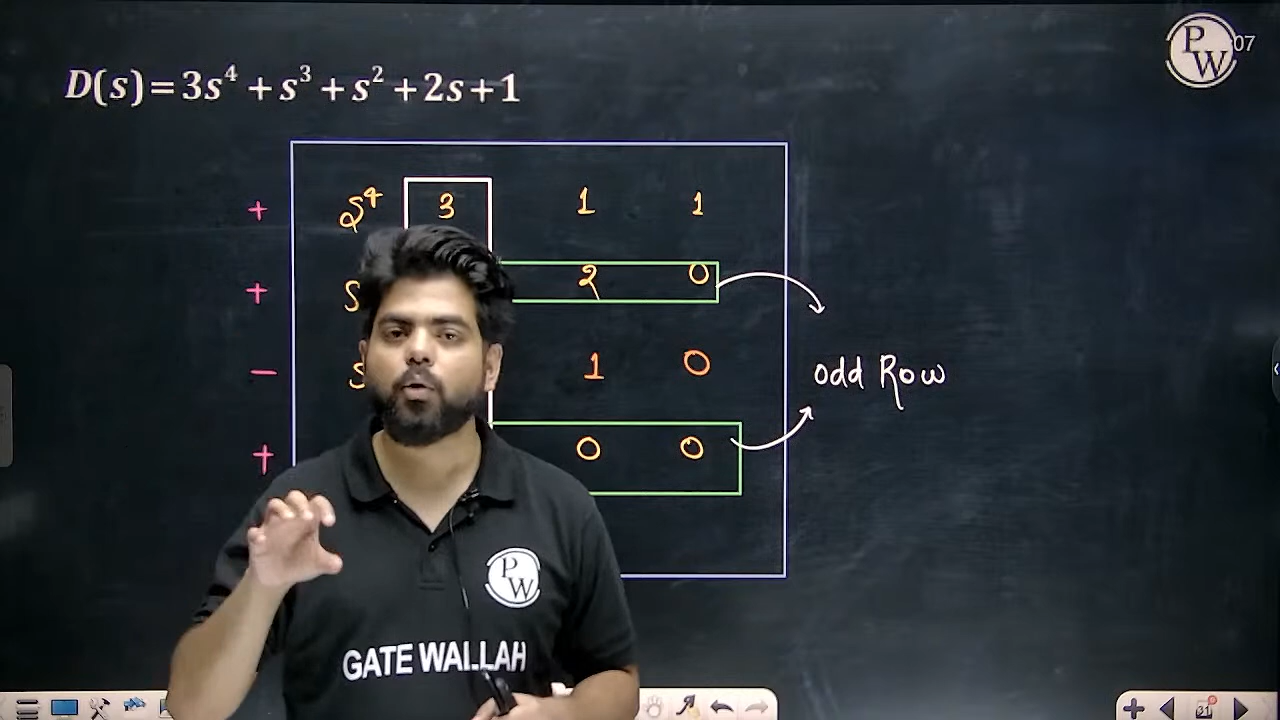 PW 07
D(s)=3s⁴+s³+s²+2s+1
+ S⁴ 3 1 1
+ S 2 0
− S 1 0
odd Row
+ 0 0
PW
GATE WALLAH
31